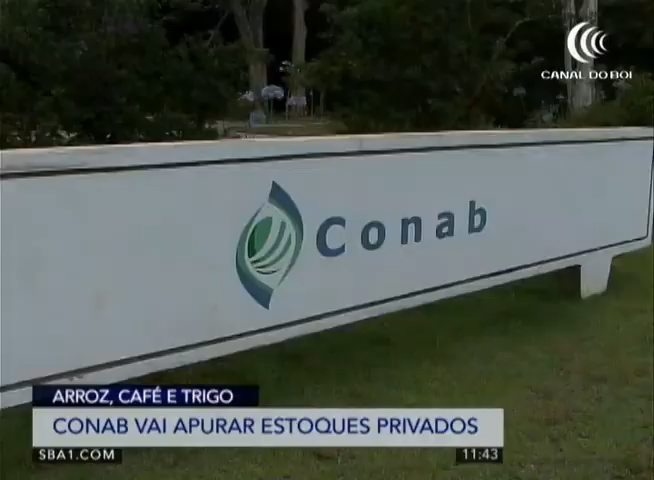 CANAL DO BOI
Conab
ARROZ, CAFÉ E TRIGO
CONAB VAI APURAR ESTOQUES PRIVADOS
SBA1.COM
11:43